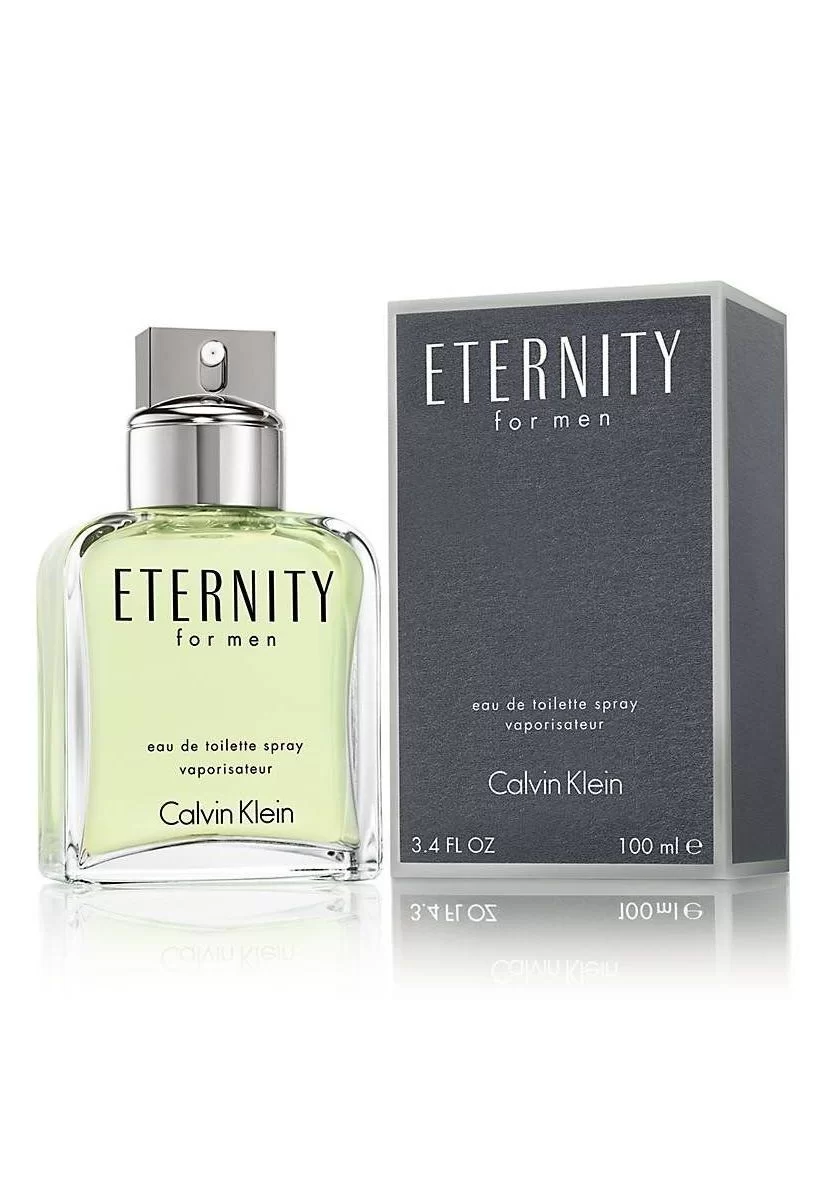 ETERNITY
for men
eau de toilette spray
vaporisateur
Calvin Klein
ETERNITY
for men
eau de toilette spray
vaporisateur
Calvin Klein
3.4 FL OZ 100 ml ℮